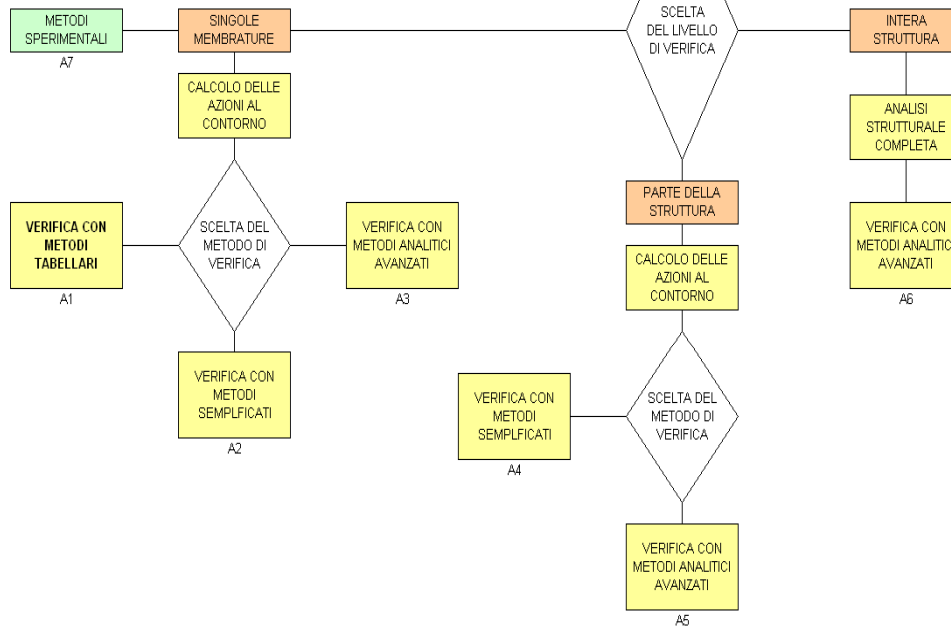 METODI
SPERIMENTALI
A7
SINGOLE
MEMBRATURE
SCELTA
DEL LIVELLO
DI VERIFICA
INTERA
STRUTTURA
CALCOLO DELLE
AZIONI AL
CONTORNO
ANALISI
STRUTTURALE
COMPLETA
VERIFICA CON
METODI
TABELLARI
A1
SCELTA DEL
METODO DI
VERIFICA
VERIFICA CON
METODI ANALITICI
AVANZATI
A3
PARTE DELLA
STRUTTURA
CALCOLO DELLE
AZIONI AL
CONTORNO
VERIFICA CON
METODI ANALITICI
AVANZATI
A6
VERIFICA CON
METODI
SEMPLFICATI
A2
VERIFICA CON
METODI
SEMPLFICATI
A4
SCELTA DEL
METODO DI
VERIFICA
VERIFICA CON
METODI ANALITICI
AVANZATI
A5